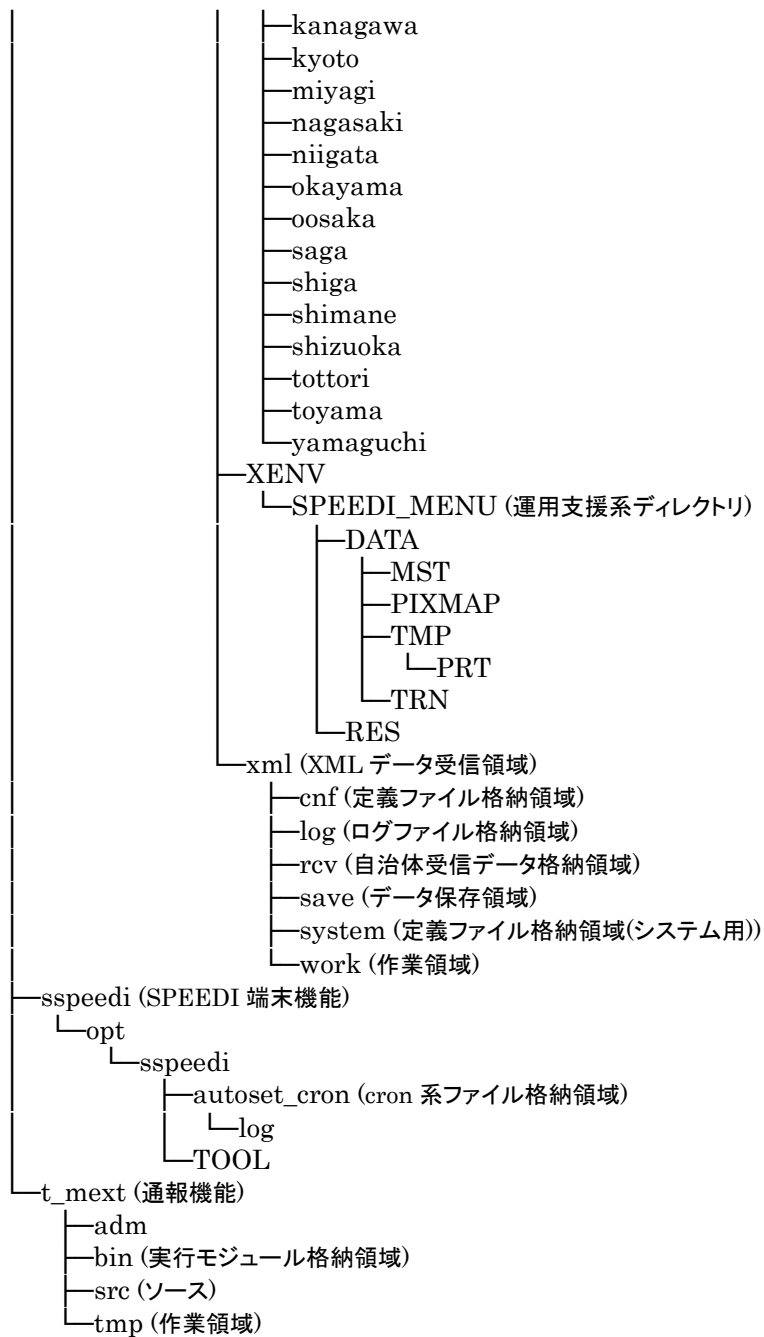 kanagawa
kyoto
miyagi
nagasaki
niigata
okayama
oosaka
saga
shiga
shimane
shizuoka
tottori
toyama
yamaguchi
XENV
SPEEDI_MENU (運用支援系ディレクトリ)
DATA
MST
PIXMAP
TMP
PRT
TRN
RES
xml (XML データ受信領域)
cnf (定義ファイル格納領域)
log (ログファイル格納領域)
rcv (自治体受信データ格納領域)
save (データ保存領域)
system (定義ファイル格納領域(システム用))
work (作業領域)
sspeedi (SPEEDI 端末機能)
opt
sspeedi
autoset_cron (cron 系ファイル格納領域)
log
TOOL
t_mext (通報機能)
adm
bin (実行モジュール格納領域)
src (ソース)
tmp (作業領域)